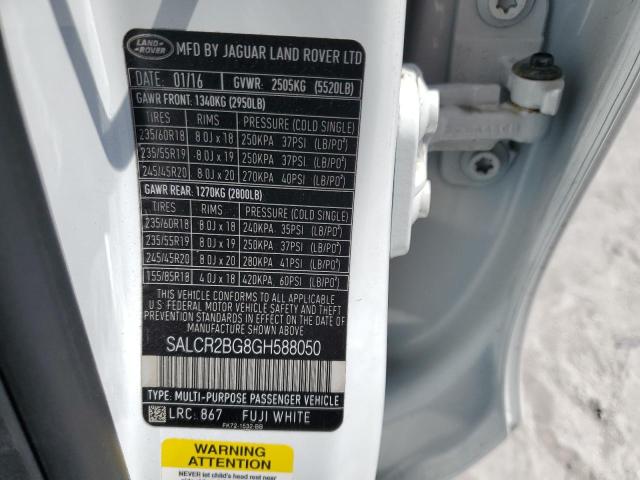 LAND-
ROVER
MFD BY JAGUAR LAND ROVER LTD
DATE: 01/16 GVWR: 2505KG (5520LB)
GAWR FRONT: 1340KG (2950LB)
TIRES RIMS PRESSURE (COLD SINGLE)
235/60R18 8.0J x 18 250KPA 37PSI (LB/PO²)
235/55R19 8.0J x 19 250KPA 37PSI (LB/PO²)
245/45R20 8.0J x 20 270KPA 40PSI (LB/PO²)
GAWR REAR: 1270KG (2800LB)
TIRES RIMS PRESSURE (COLD SINGLE)
235/60R18 8.0J x 18 240KPA 35PSI (LB/PO²)
235/55R19 8.0J x 19 250KPA 37PSI (LB/PO²)
245/45R20 8.0J x 20 280KPA 41PSI (LB/PO²)
155/85R18 4.0J x 18 420KPA 60PSI (LB/PO²)
THIS VEHICLE CONFORMS TO ALL APPLICABLE
U.S FEDERAL MOTOR VEHICLE SAFETY AND THEFT
PREVENTION STANDARDS IN EFFECT ON THE DATE OF
MANUFACTURE SHOWN ABOVE.
SALCR2BG8GH588050
TYPE: MULTI-PURPOSE PASSENGER VEHICLE
LRC: 867 FUJI WHITE
FK72-1532-BB
WARNING
ATTENTION
NEVER let child's head rest near